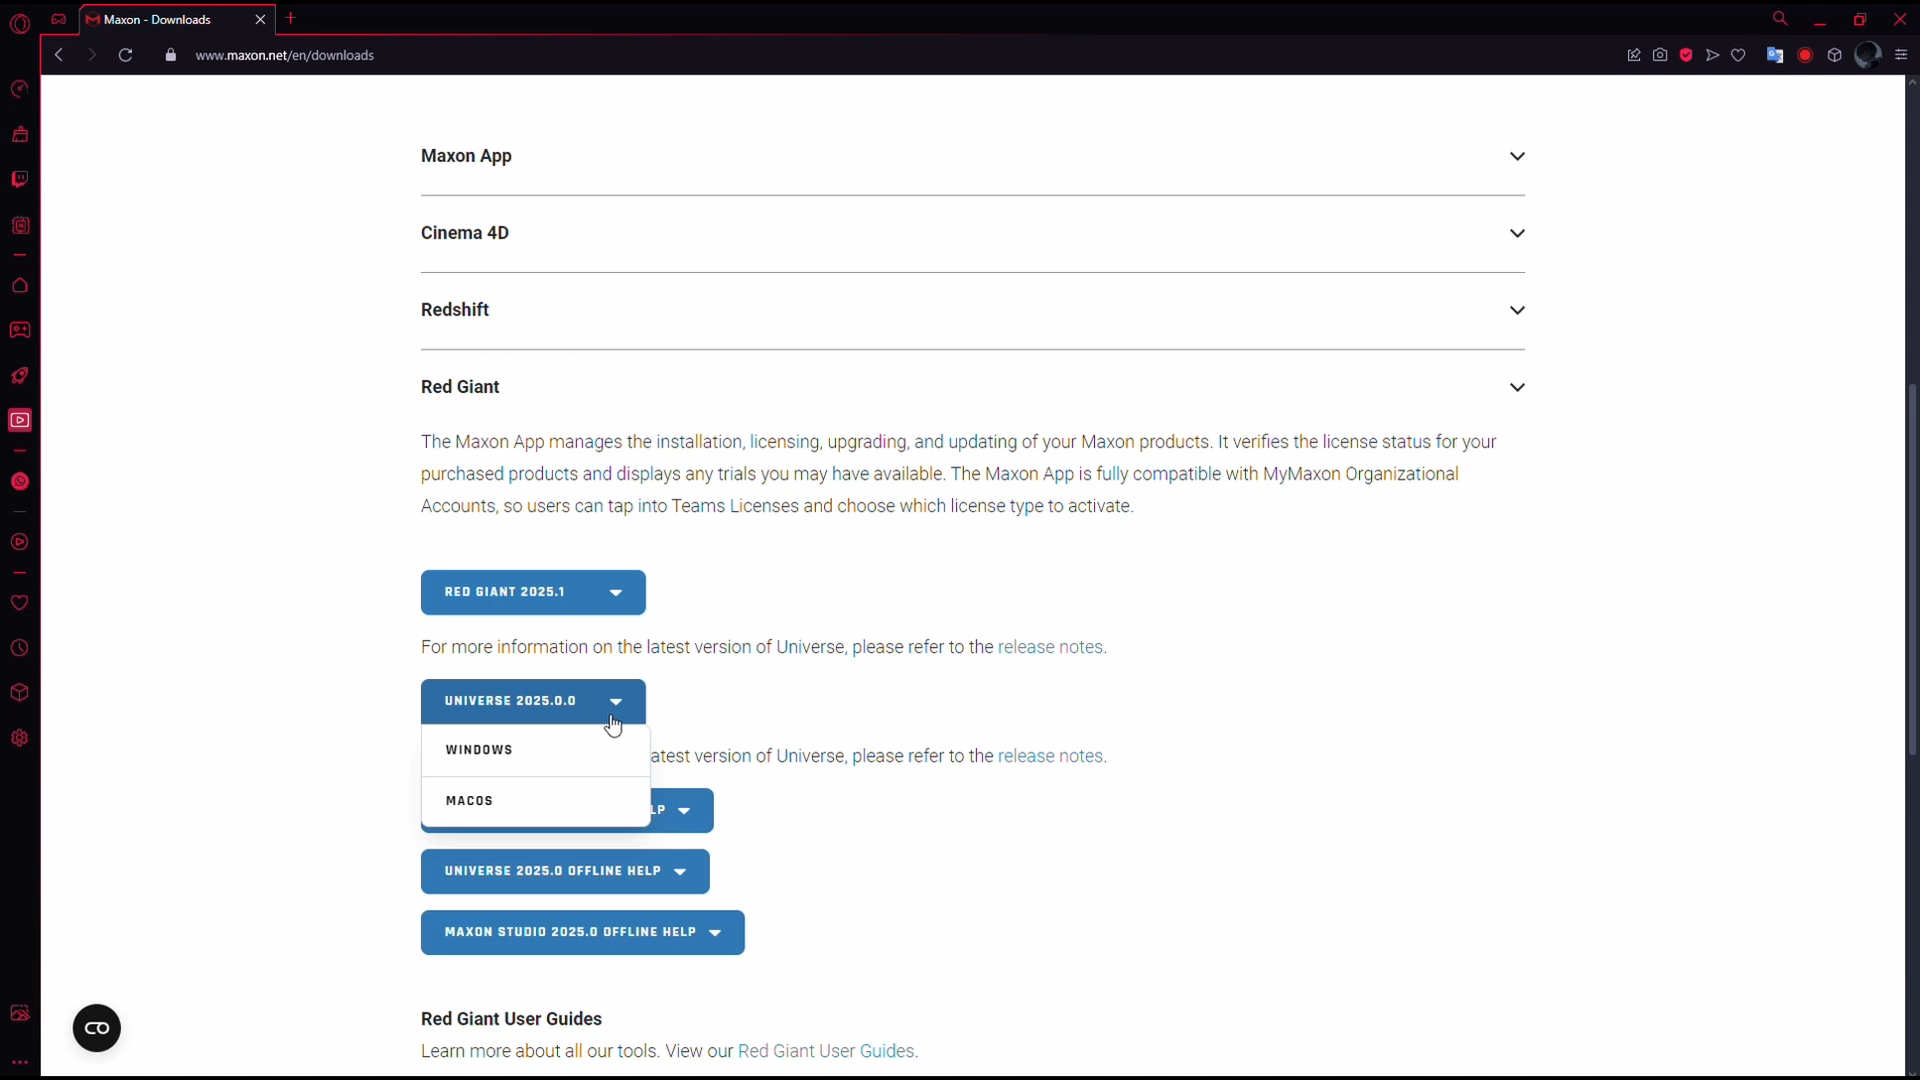 Maxon - Downloads
www.maxon.net/en/downloads
Maxon App
Cinema 4D
Redshift
Red Giant
The Maxon App manages the installation, licensing, upgrading, and updating of your Maxon products. It verifies the license status for your
purchased products and displays any trials you may have available. The Maxon App is fully compatible with MyMaxon Organizational
Accounts, so users can tap into Teams Licenses and choose which license type to activate.
RED GIANT 2025.1
For more information on the latest version of Universe, please refer to the release notes.
UNIVERSE 2025.0.0
WINDOWS
atest version of Universe, please refer to the release notes.
MACOS
LP
UNIVERSE 2025.0 OFFLINE HELP
MAXON STUDIO 2025.0 OFFLINE HELP
Red Giant User Guides
Learn more about all our tools. View our Red Giant User Guides.